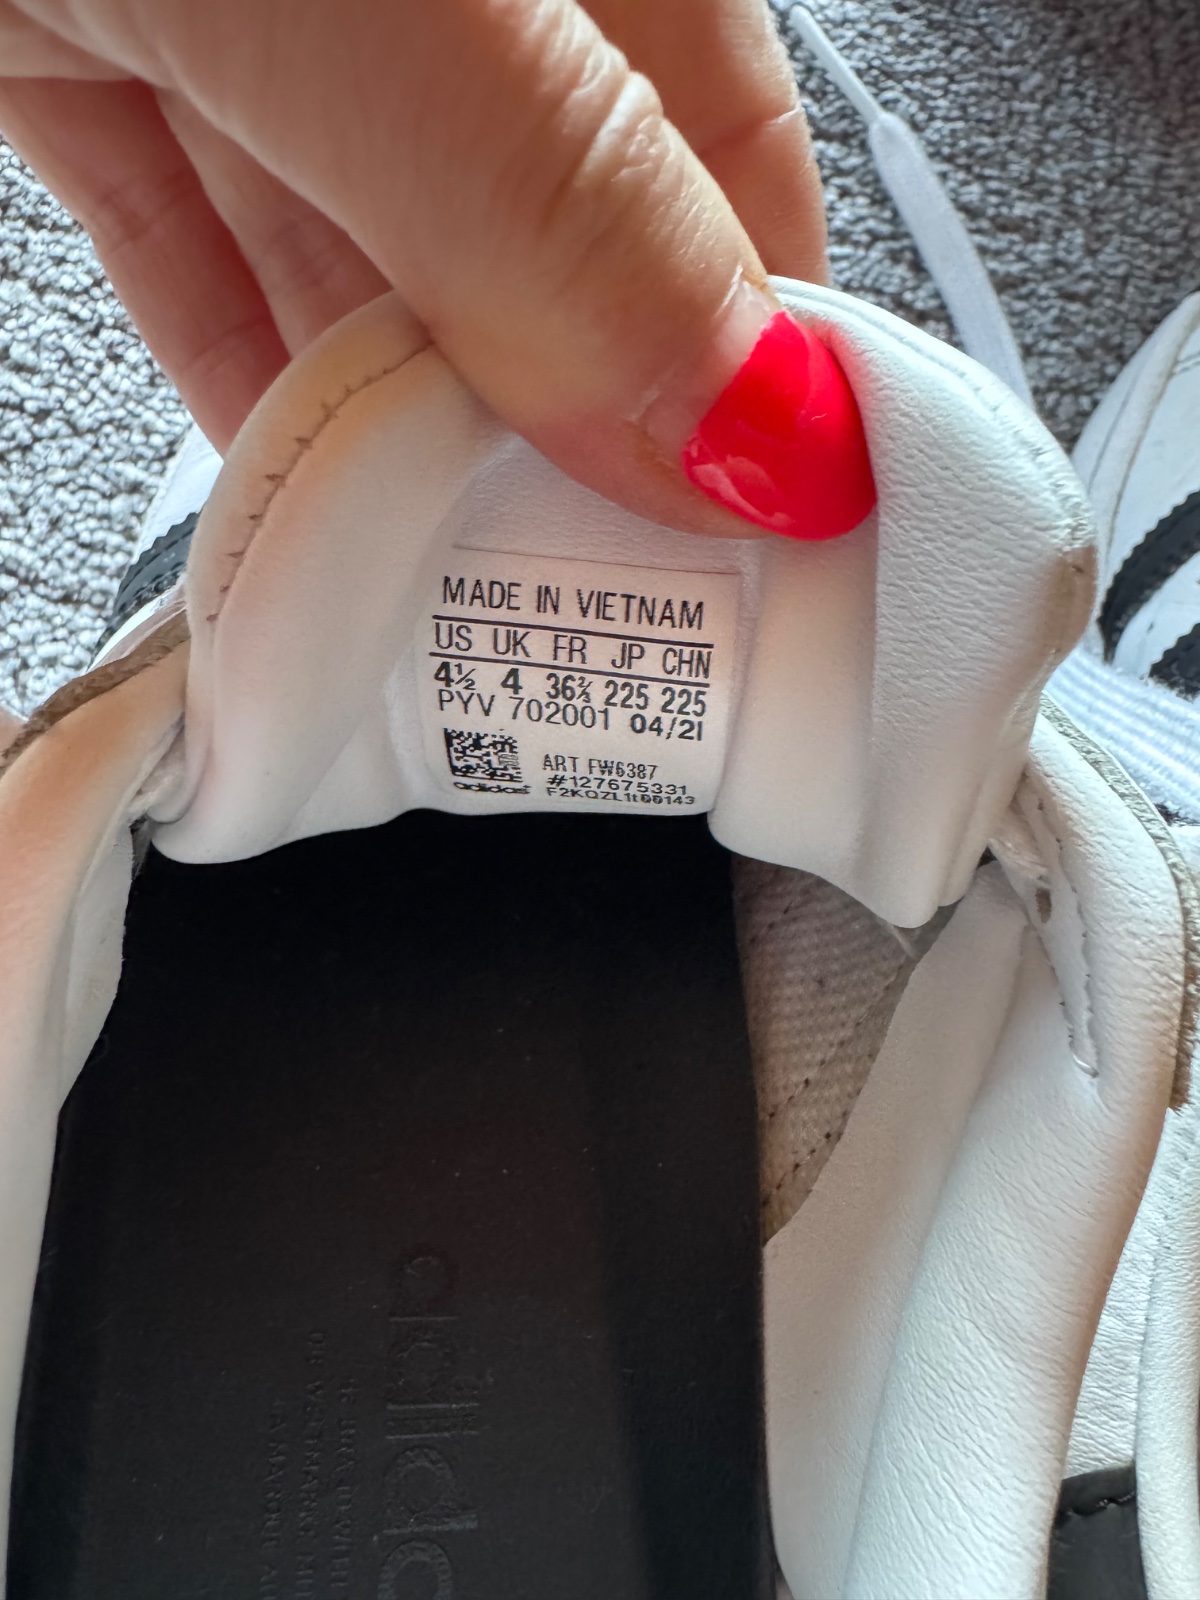 MADE IN VIETNAM
US UK FR JP CHN
4½ 4 36⅔ 225 225
PYV 702001 04/21
ART FW6387
#127675331
F2KQZL1t00143
adidas